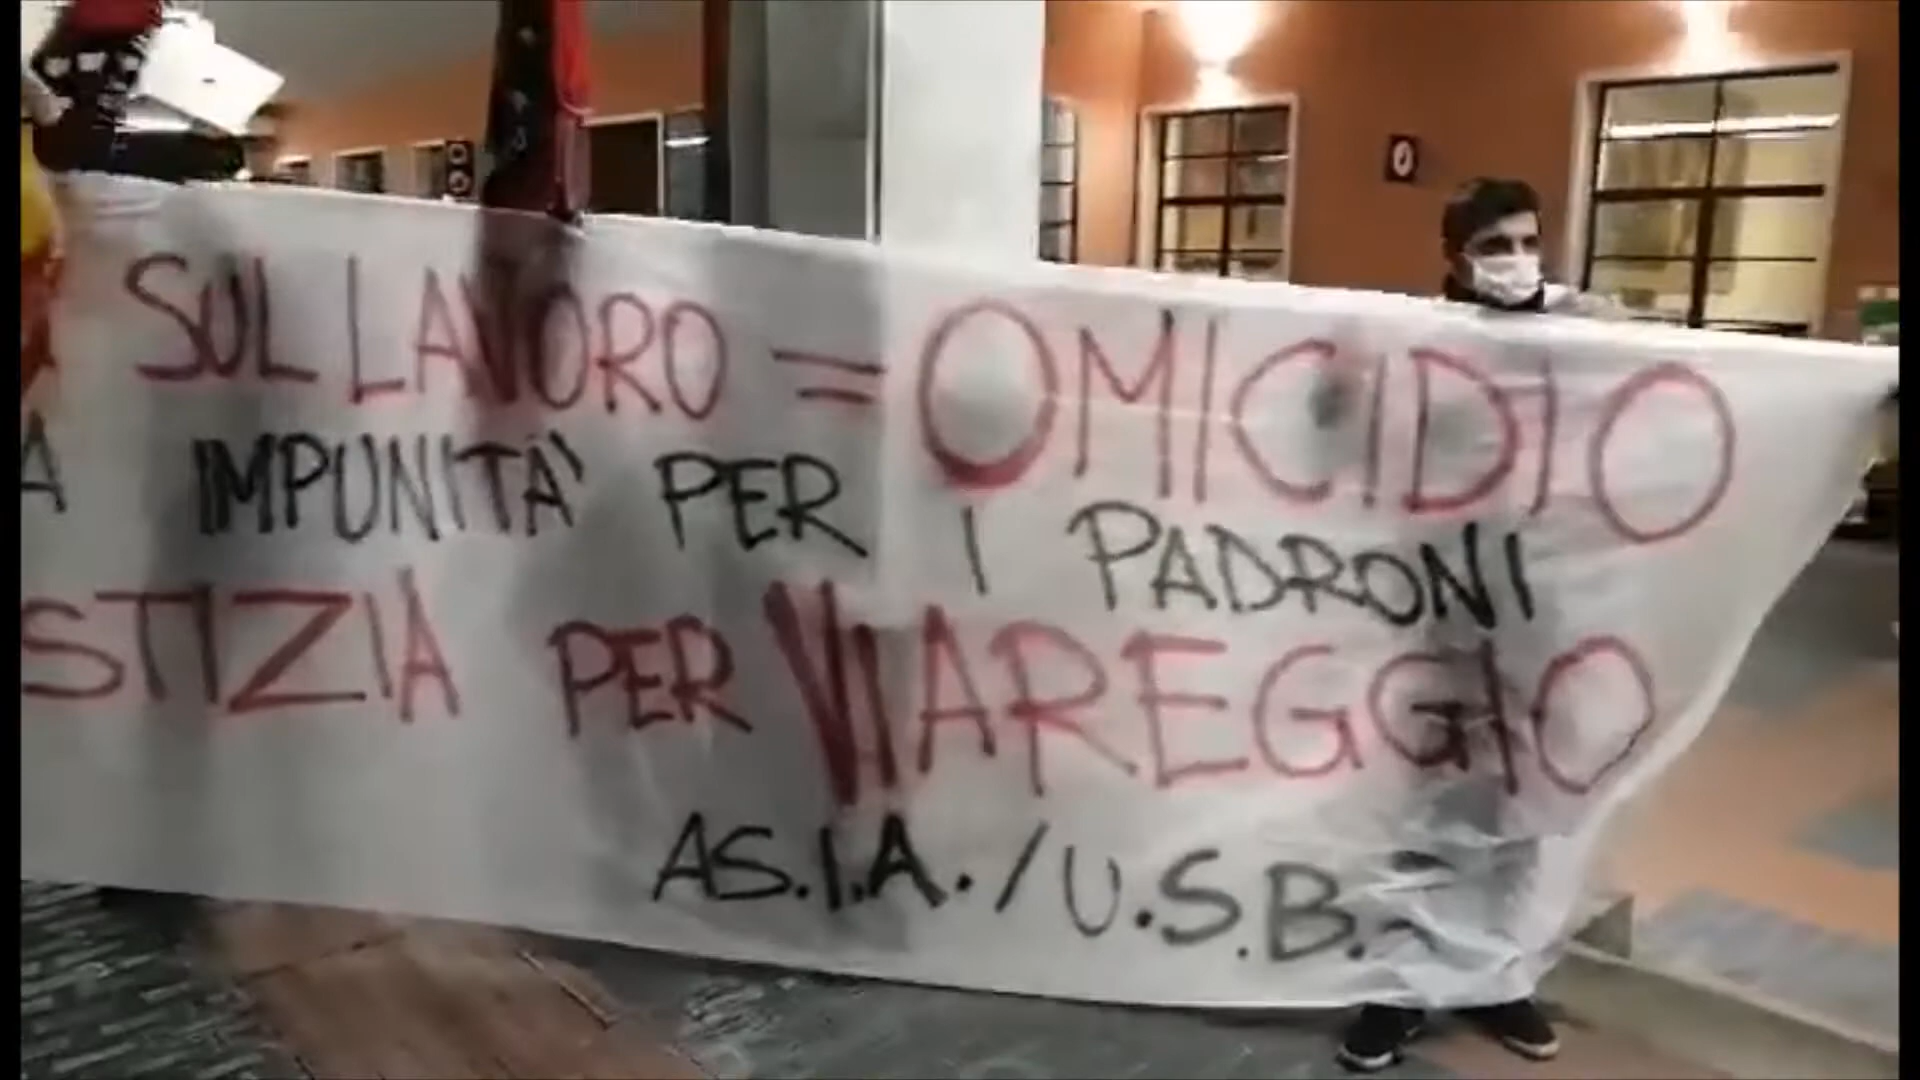 SUL LAVORO = OMICIDIO
A IMPUNITÀ PER I PADRONI
STIZIA PER VIAREGGIO
AS.I.A./U.S.B.